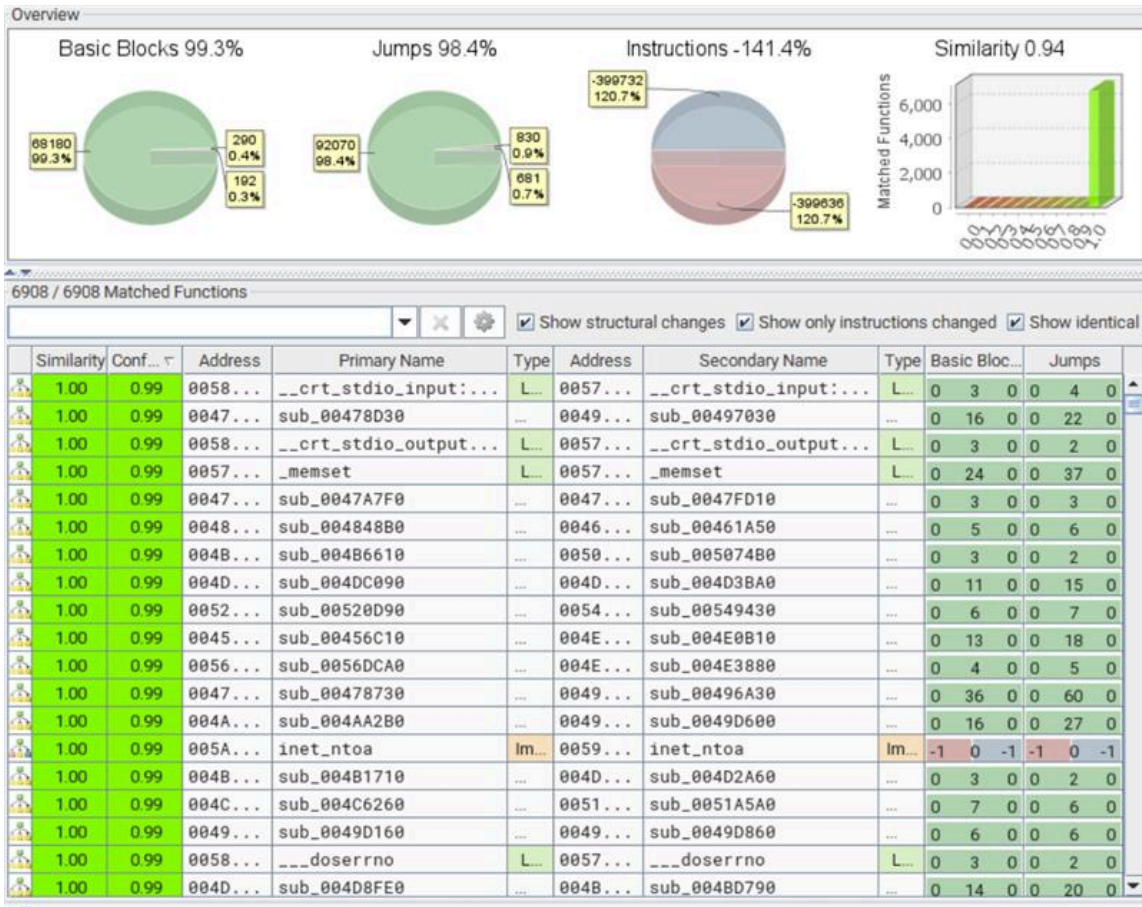 Overview
Basic Blocks 99.3% Jumps 98.4% Instructions -141.4% Similarity 0.94
68180 99.3%
290 0.4%
192 0.3%
92070 98.4%
830 0.9%
681 0.7%
-399732 120.7%
-399636 120.7%
Matched Functions
6,000
4,000
2,000
0
6908 / 6908 Matched Functions
Show structural changes Show only instructions changed Show identical
Similarity Conf... Address Primary Name Type Address Secondary Name Type Basic Bloc... Jumps
1.00 0.99 0058... __crt_stdio_input:... L... 0057... __crt_stdio_input:... L... 0 3 0 0 4 0
1.00 0.99 0047... sub_00478D30 ... 0049... sub_00497030 ... 0 16 0 0 22 0
1.00 0.99 0058... __crt_stdio_output... L... 0057... __crt_stdio_output... L... 0 3 0 0 2 0
1.00 0.99 0057... _memset L... 0057... _memset L... 0 24 0 0 37 0
1.00 0.99 0047... sub_0047A7F0 ... 0047... sub_0047FD10 ... 0 3 0 0 3 0
1.00 0.99 0048... sub_004848B0 ... 0046... sub_00461A50 ... 0 5 0 0 6 0
1.00 0.99 004B... sub_004B6610 ... 0050... sub_005074B0 ... 0 3 0 0 2 0
1.00 0.99 004D... sub_004DC090 ... 004D... sub_004D3BA0 ... 0 11 0 0 15 0
1.00 0.99 0052... sub_00520D90 ... 0054... sub_00549430 ... 0 6 0 0 7 0
1.00 0.99 0045... sub_00456C10 ... 004E... sub_004E0B10 ... 0 13 0 0 18 0
1.00 0.99 0056... sub_0056DCA0 ... 004E... sub_004E3880 ... 0 4 0 0 5 0
1.00 0.99 0047... sub_00478730 ... 0049... sub_00496A30 ... 0 36 0 0 60 0
1.00 0.99 004A... sub_004AA2B0 ... 0049... sub_0049D600 ... 0 16 0 0 27 0
1.00 0.99 005A... inet_ntoa Im... 0059... inet_ntoa Im... -1 0 -1 -1 0 -1
1.00 0.99 004B... sub_004B1710 ... 004D... sub_004D2A60 ... 0 3 0 0 2 0
1.00 0.99 004C... sub_004C6260 ... 0051... sub_0051A5A0 ... 0 7 0 0 6 0
1.00 0.99 0049... sub_0049D160 ... 0049... sub_0049D860 ... 0 6 0 0 6 0
1.00 0.99 0058... ___doserrno L... 0057... ___doserrno L... 0 3 0 0 2 0
1.00 0.99 004D... sub_004D8FE0 ... 004B... sub_004BD790 ... 0 14 0 0 20 0